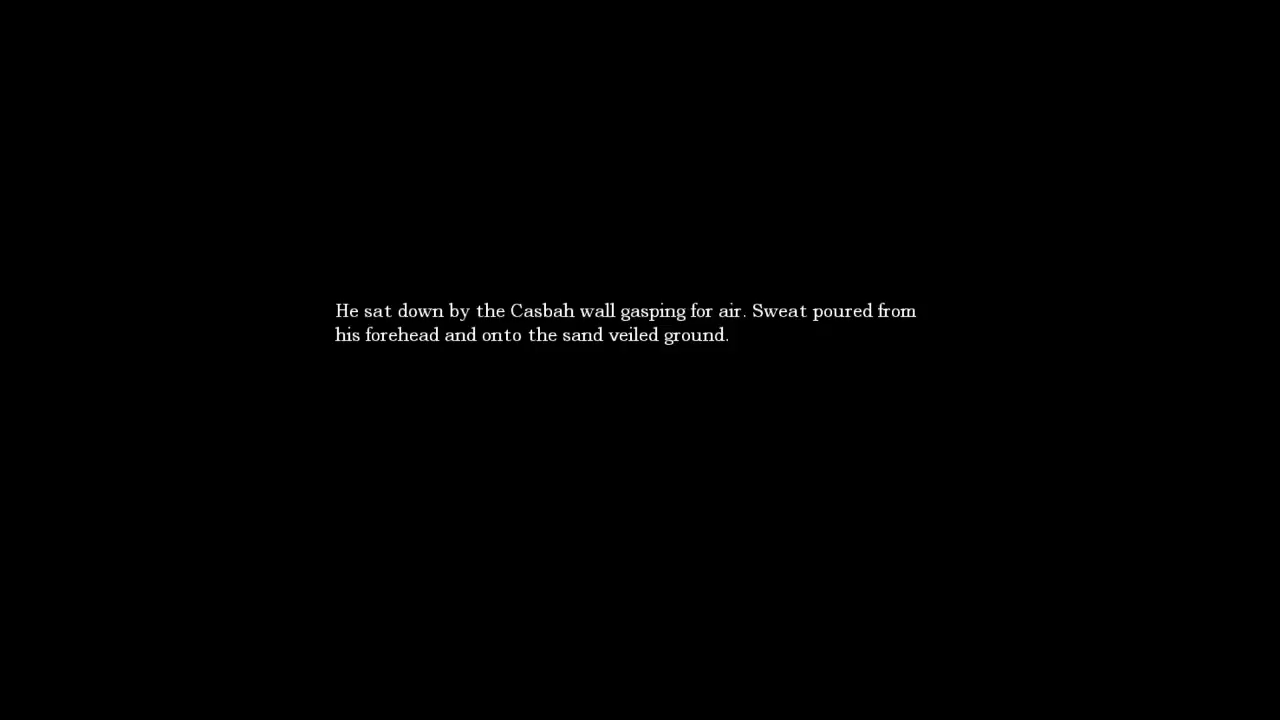 He sat down by the Casbah wall gasping for air. Sweat poured from
his forehead and onto the sand veiled ground.